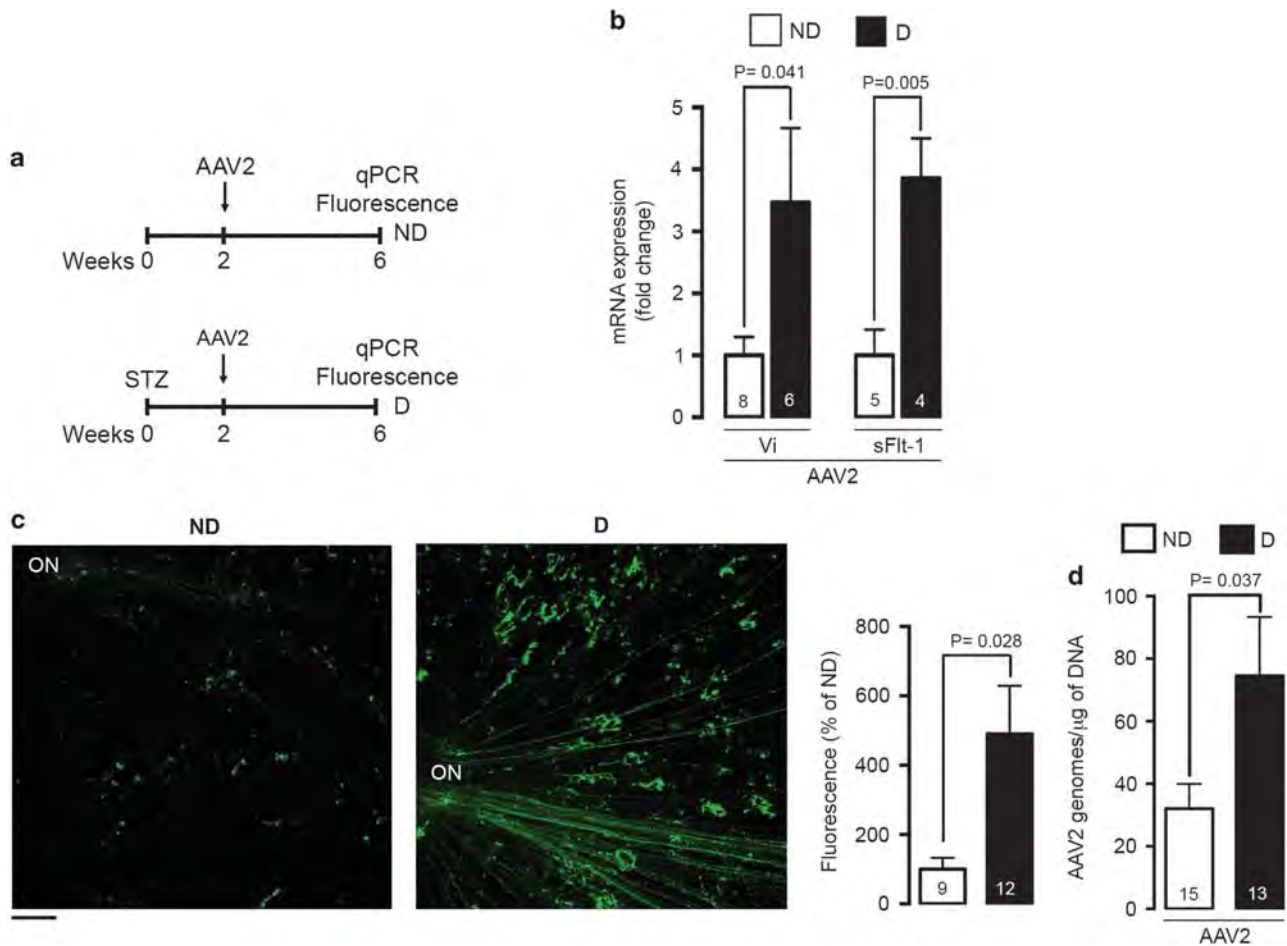 a
AAV2
qPCR
Fluorescence
ND
Weeks 0 2 6
AAV2
qPCR
STZ
Fluorescence
D
Weeks 0 2 6
b
ND D
P= 0.041
P=0.005
mRNA expression
(fold change)
5
4
3
2
1
0
8 6 5 4
Vi sFlt-1
AAV2
c
ND
ON
D
ON
Fluorescence (% of ND)
800
600
400
200
0
P= 0.028
9 12
ND D
d
P= 0.037
AAV2 genomes/μg of DNA
100
80
60
40
20
0
15 13
AAV2